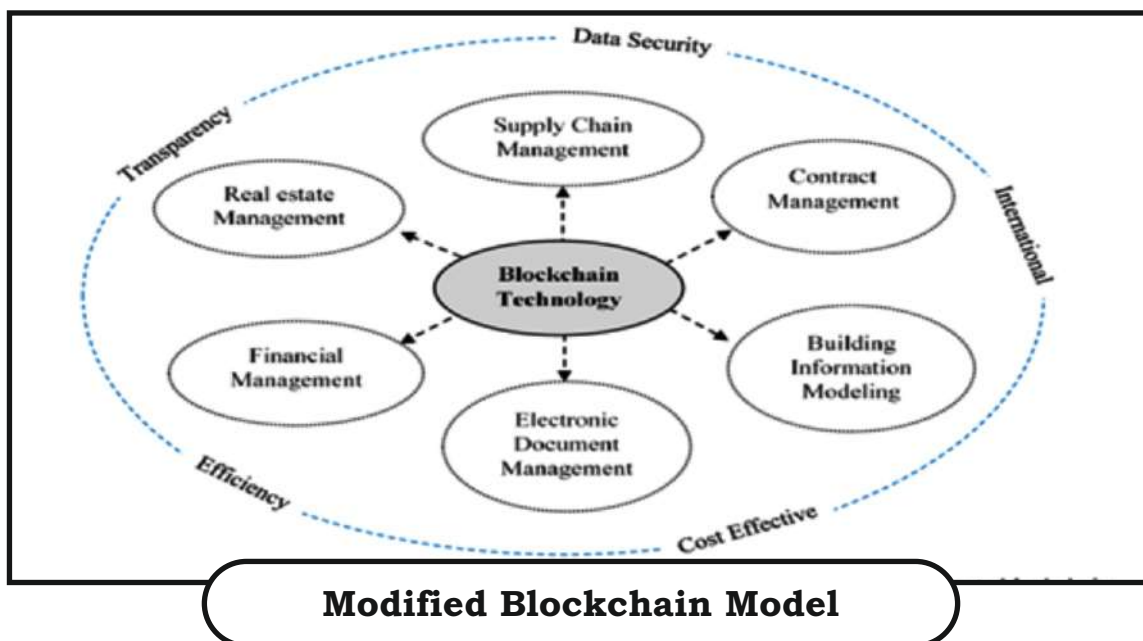 Data Security
Transparency
Supply Chain
Management
Contract
Management
Real estate
Management
International
Blockchain
Technology
Financial
Management
Building
Information
Modeling
Electronic
Document
Management
Efficiency
Cost Effective
Modified Blockchain Model